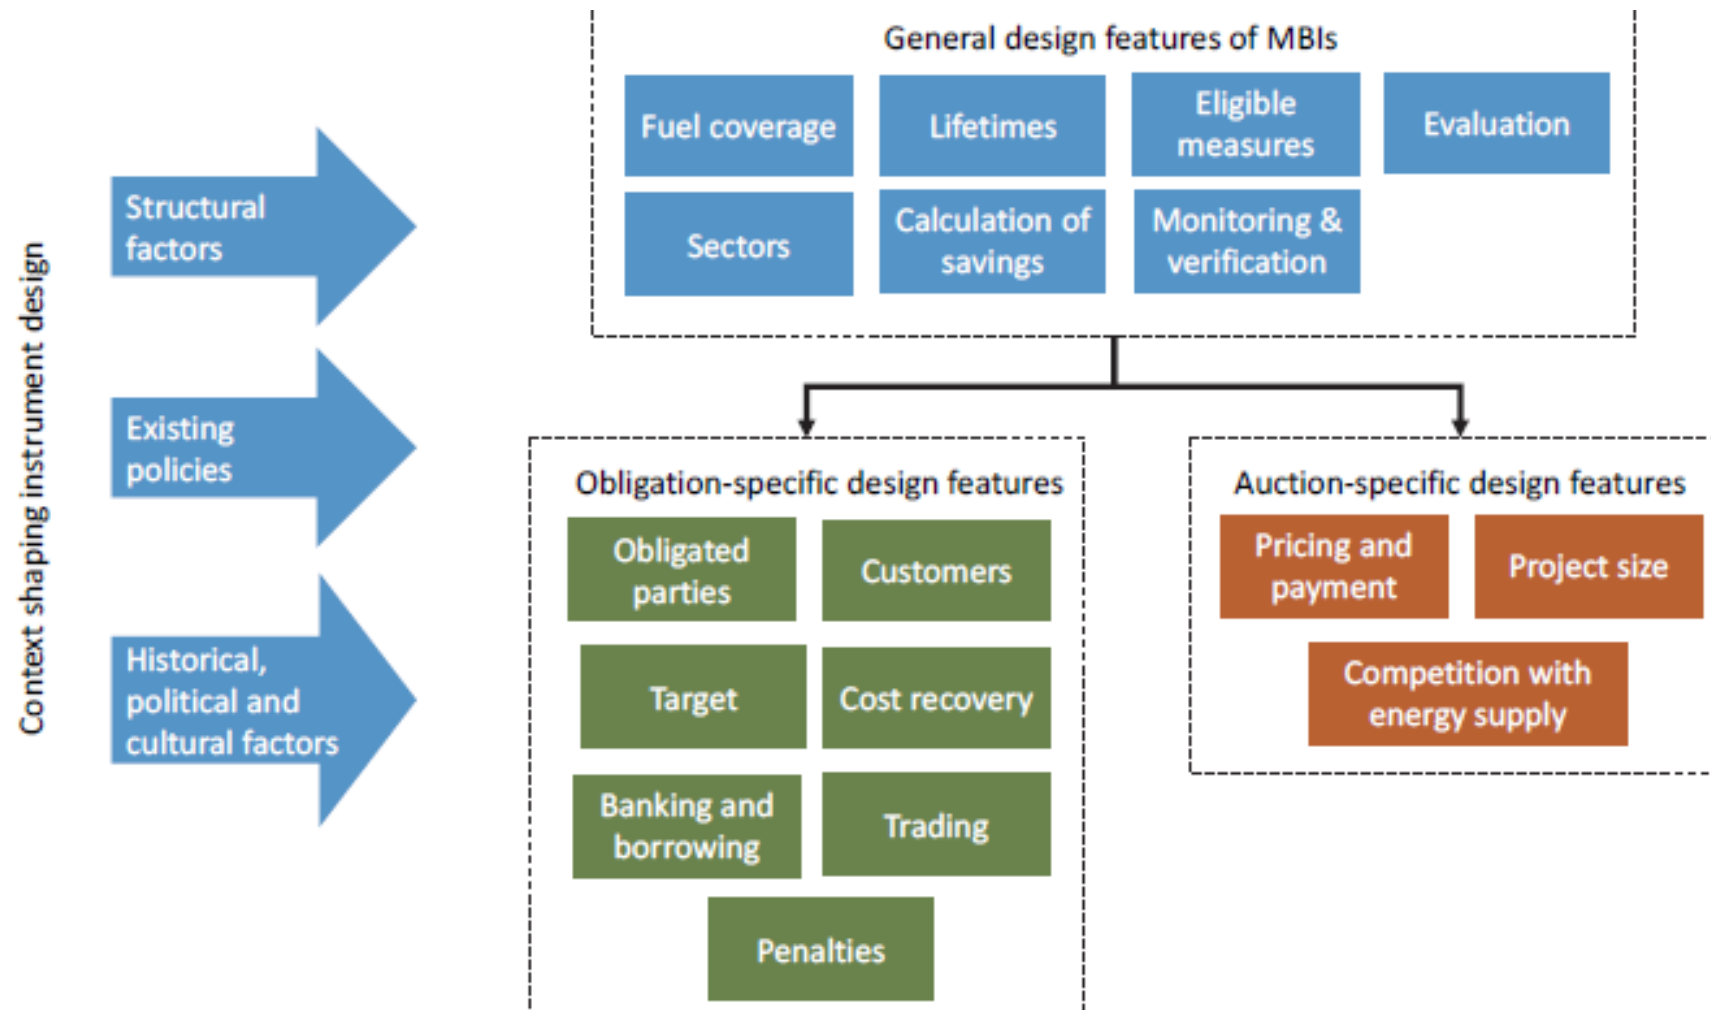 Context shaping instrument design
Structural
factors
Existing
policies
Historical,
political and
cultural factors
General design features of MBIs
Fuel coverage
Lifetimes
Eligible
measures
Evaluation
Sectors
Calculation of
savings
Monitoring &
verification
Obligation-specific design features
Obligated
parties
Customers
Target
Cost recovery
Banking and
borrowing
Trading
Penalties
Auction-specific design features
Pricing and
payment
Project size
Competition with
energy supply